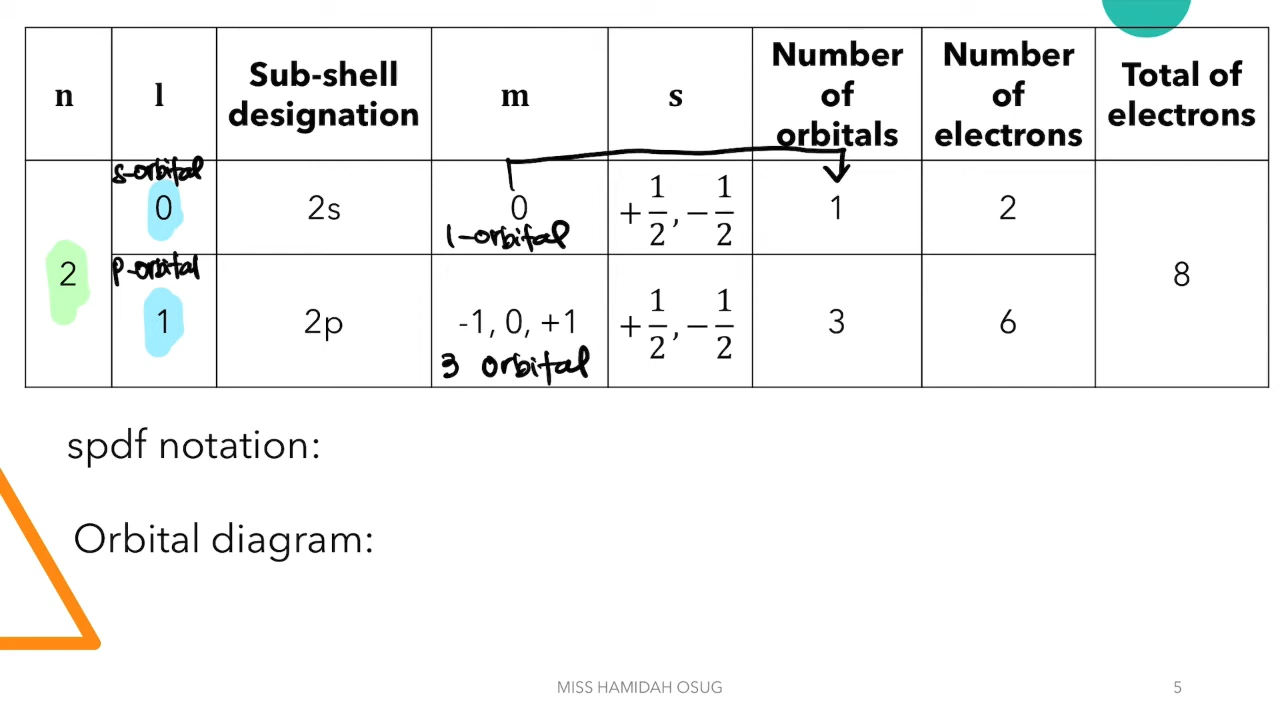 n l Sub-shell designation m s Number of orbitals Number of electrons Total of electrons
s-orbital
0 2s 0 +1/2, -1/2 1 2
1-orbital
2 8
p-orbital
1 2p -1, 0, +1 +1/2, -1/2 3 6
3 orbital
spdf notation:
Orbital diagram:
MISS HAMIDAH OSUG 5